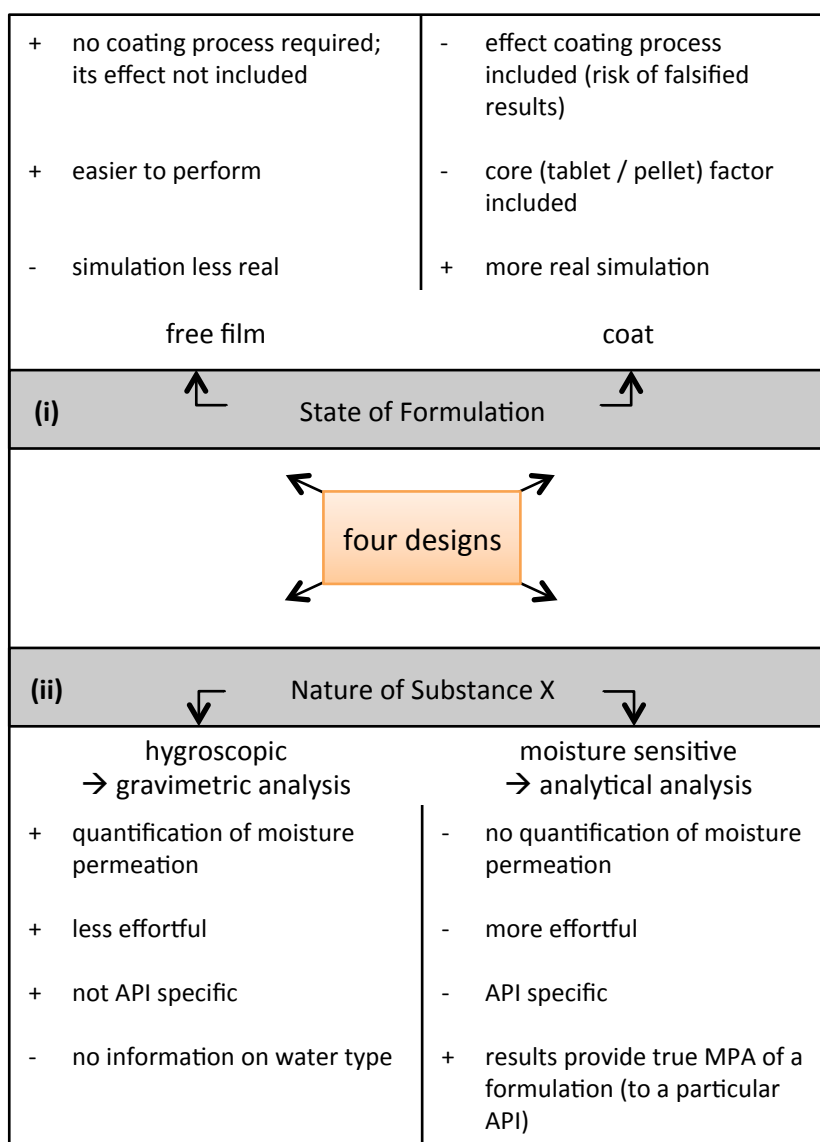 + no coating process required;
its effect not included
+ easier to perform
- simulation less real
free film
- effect coating process
included (risk of falsified
results)
- core (tablet / pellet) factor
included
+ more real simulation
coat
(i) State of Formulation
four designs
(ii) Nature of Substance X
hygroscopic
→ gravimetric analysis
+ quantification of moisture
permeation
+ less effortful
+ not API specific
- no information on water type
moisture sensitive
→ analytical analysis
- no quantification of moisture
permeation
- more effortful
- API specific
+ results provide true MPA of a
formulation (to a particular
API)